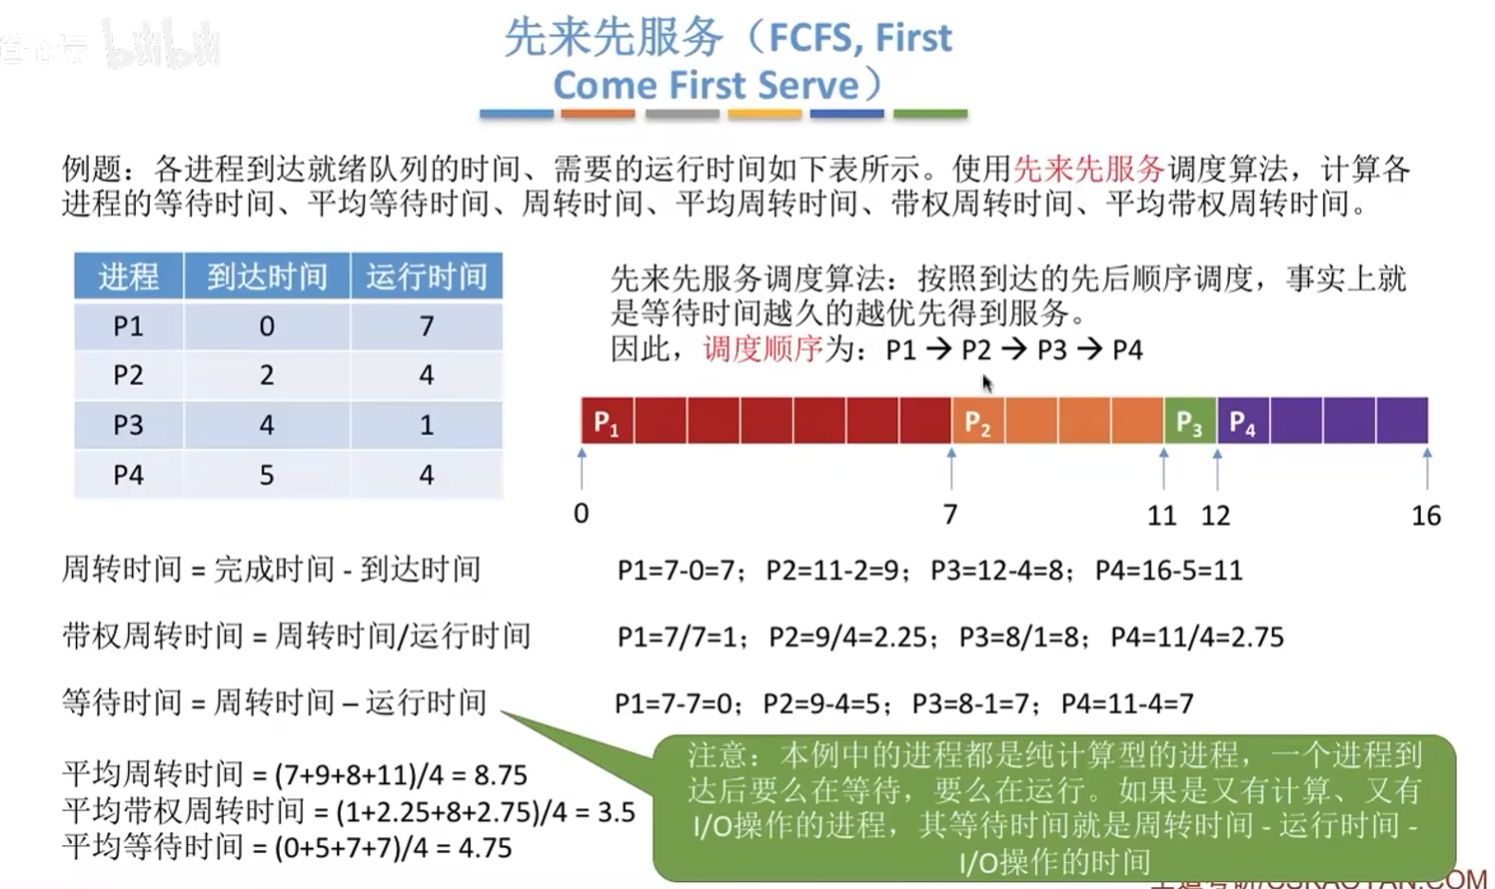 bilibili
先来先服务（FCFS, First
Come First Serve）
例题：各进程到达就绪队列的时间、需要的运行时间如下表所示。使用先来先服务调度算法，计算各
进程的等待时间、平均等待时间、周转时间、平均周转时间、带权周转时间、平均带权周转时间。
进程 到达时间 运行时间
P1 0 7
P2 2 4
P3 4 1
P4 5 4
先来先服务调度算法：按照到达的先后顺序调度，事实上就
是等待时间越久的越优先得到服务。
因此，调度顺序为：P1 → P2 → P3 → P4
P1 P2 P3 P4
0 7 11 12 16
周转时间 = 完成时间 - 到达时间
P1=7-0=7；P2=11-2=9；P3=12-4=8；P4=16-5=11
带权周转时间 = 周转时间/运行时间
P1=7/7=1；P2=9/4=2.25；P3=8/1=8；P4=11/4=2.75
等待时间 = 周转时间 – 运行时间
P1=7-7=0；P2=9-4=5；P3=8-1=7；P4=11-4=7
平均周转时间 = (7+9+8+11)/4 = 8.75
平均带权周转时间 = (1+2.25+8+2.75)/4 = 3.5
平均等待时间 = (0+5+7+7)/4 = 4.75
注意：本例中的进程都是纯计算型的进程，一个进程到
达后要么在等待，要么在运行。如果是又有计算、又有
I/O操作的进程，其等待时间就是周转时间 - 运行时间 -
I/O操作的时间